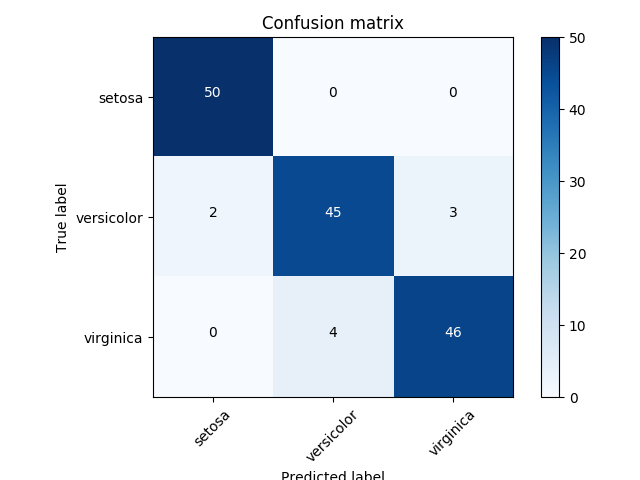 Confusion matrix
50
setosa
50
0
0
40
30
True label
versicolor
2
45
3
20
10
virginica
0
4
46
0
setosa
versicolor
virginica
Predicted label